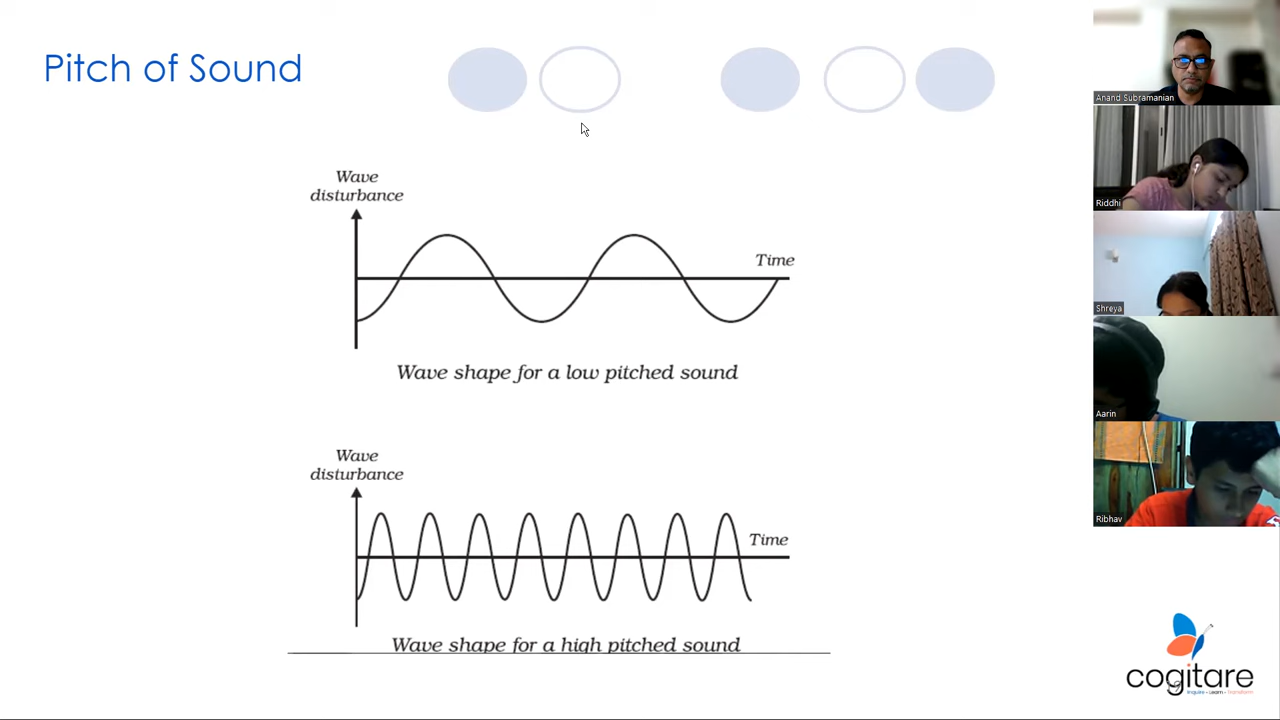 Pitch of Sound
Wave
disturbance
Time
Wave shape for a low pitched sound
Wave
disturbance
Time
Wave shape for a high pitched sound
Anand Subramanian
Riddhi
Shreya
Aarin
Ribhav
cogitare